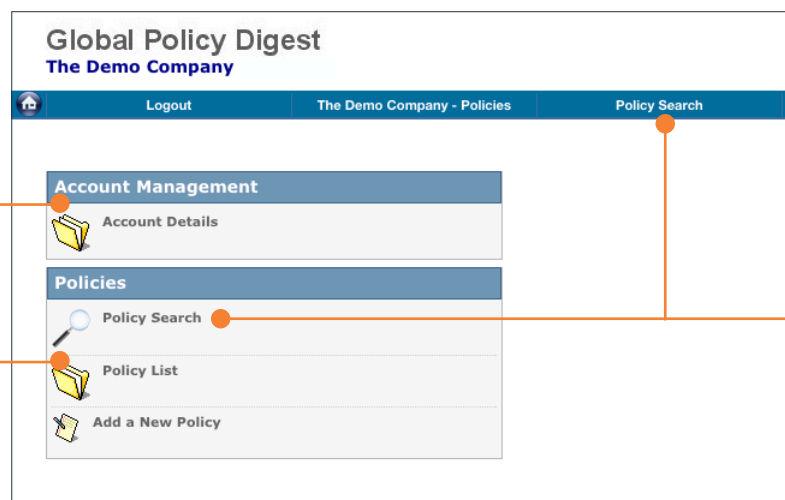 Global Policy Digest
The Demo Company
Logout The Demo Company - Policies Policy Search
Account Management
Account Details
Policies
Policy Search
Policy List
Add a New Policy